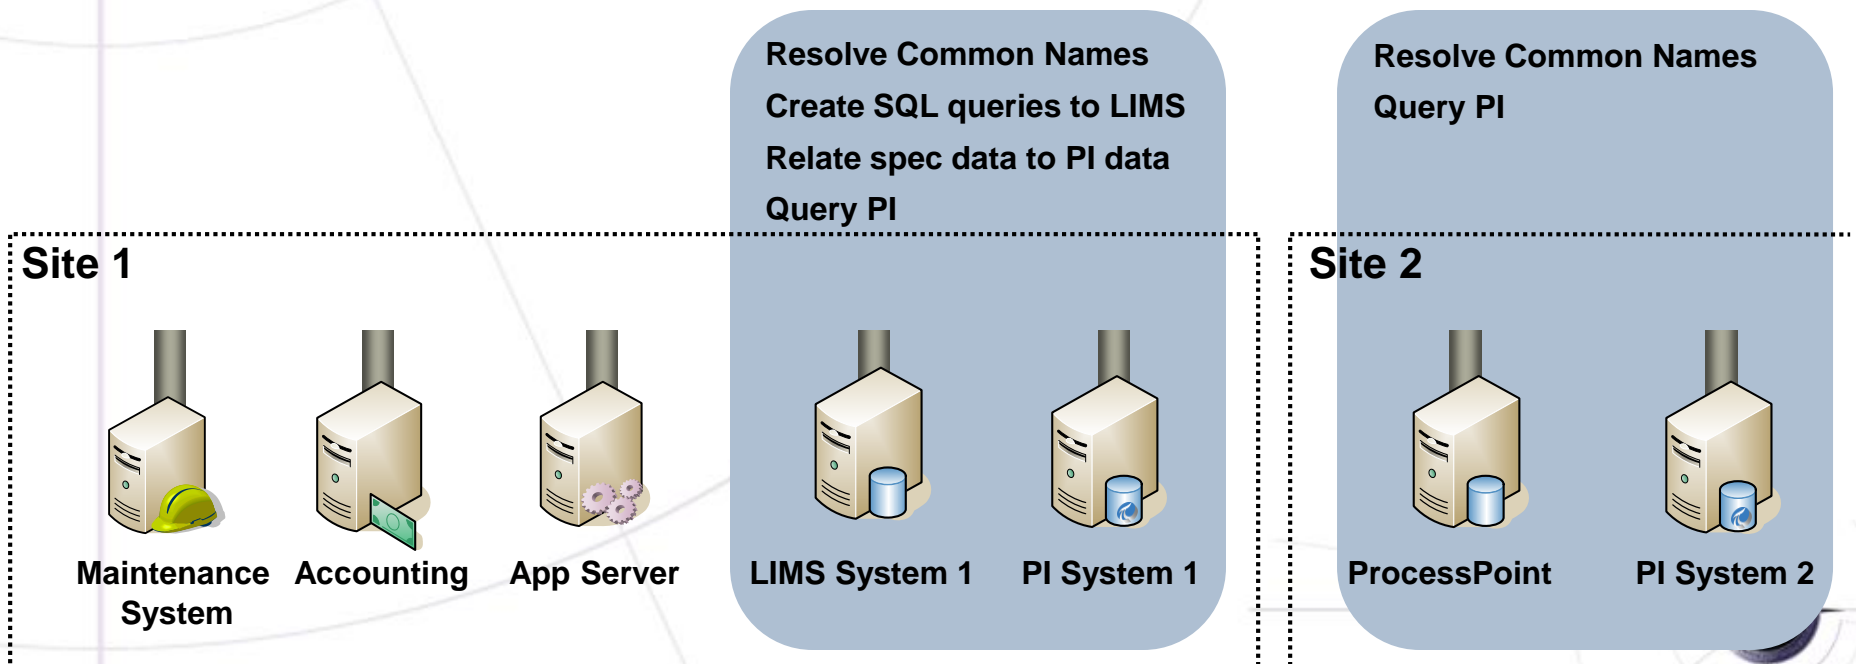 Resolve Common Names
Create SQL queries to LIMS
Relate spec data to PI data
Query PI
Resolve Common Names
Query PI
Site 1
Site 2
Maintenance
System
Accounting
App Server
LIMS System 1
PI System 1
ProcessPoint
PI System 2